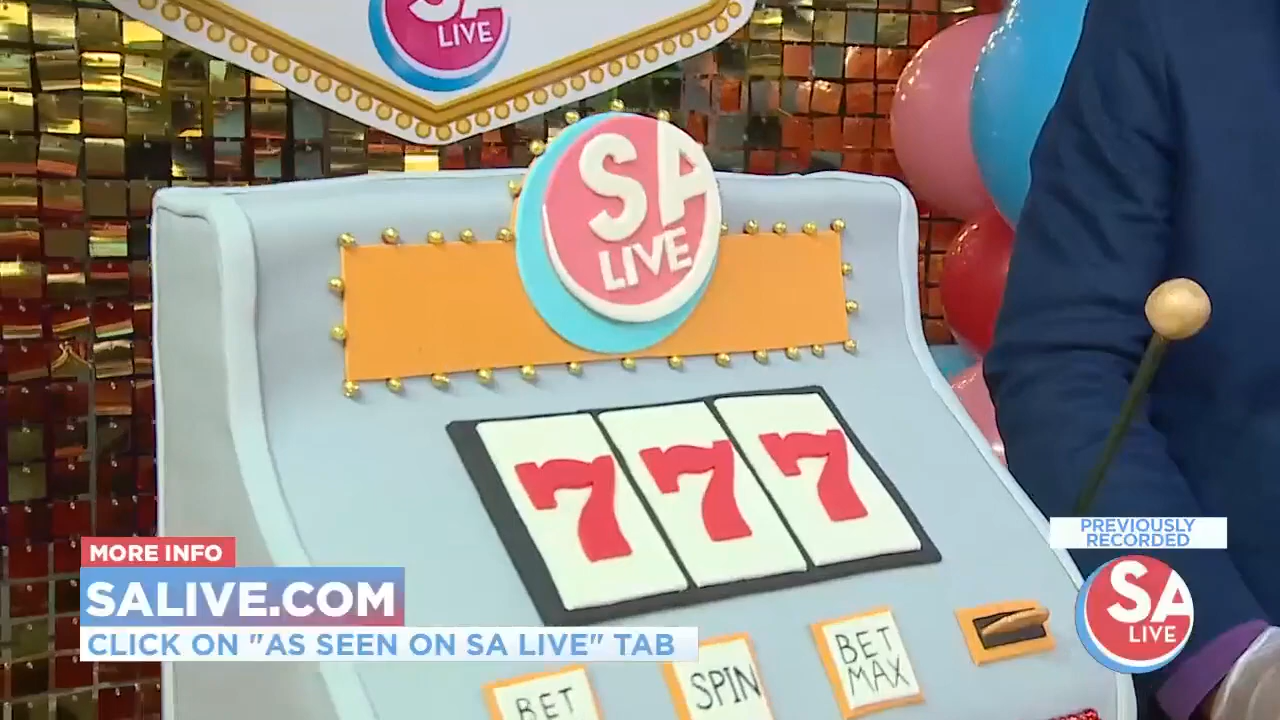 SA
LIVE
SA
LIVE
777
BET
SPIN
BET
MAX
MORE INFO
SALIVE.COM
CLICK ON "AS SEEN ON SA LIVE" TAB
PREVIOUSLY
RECORDED
SA
LIVE